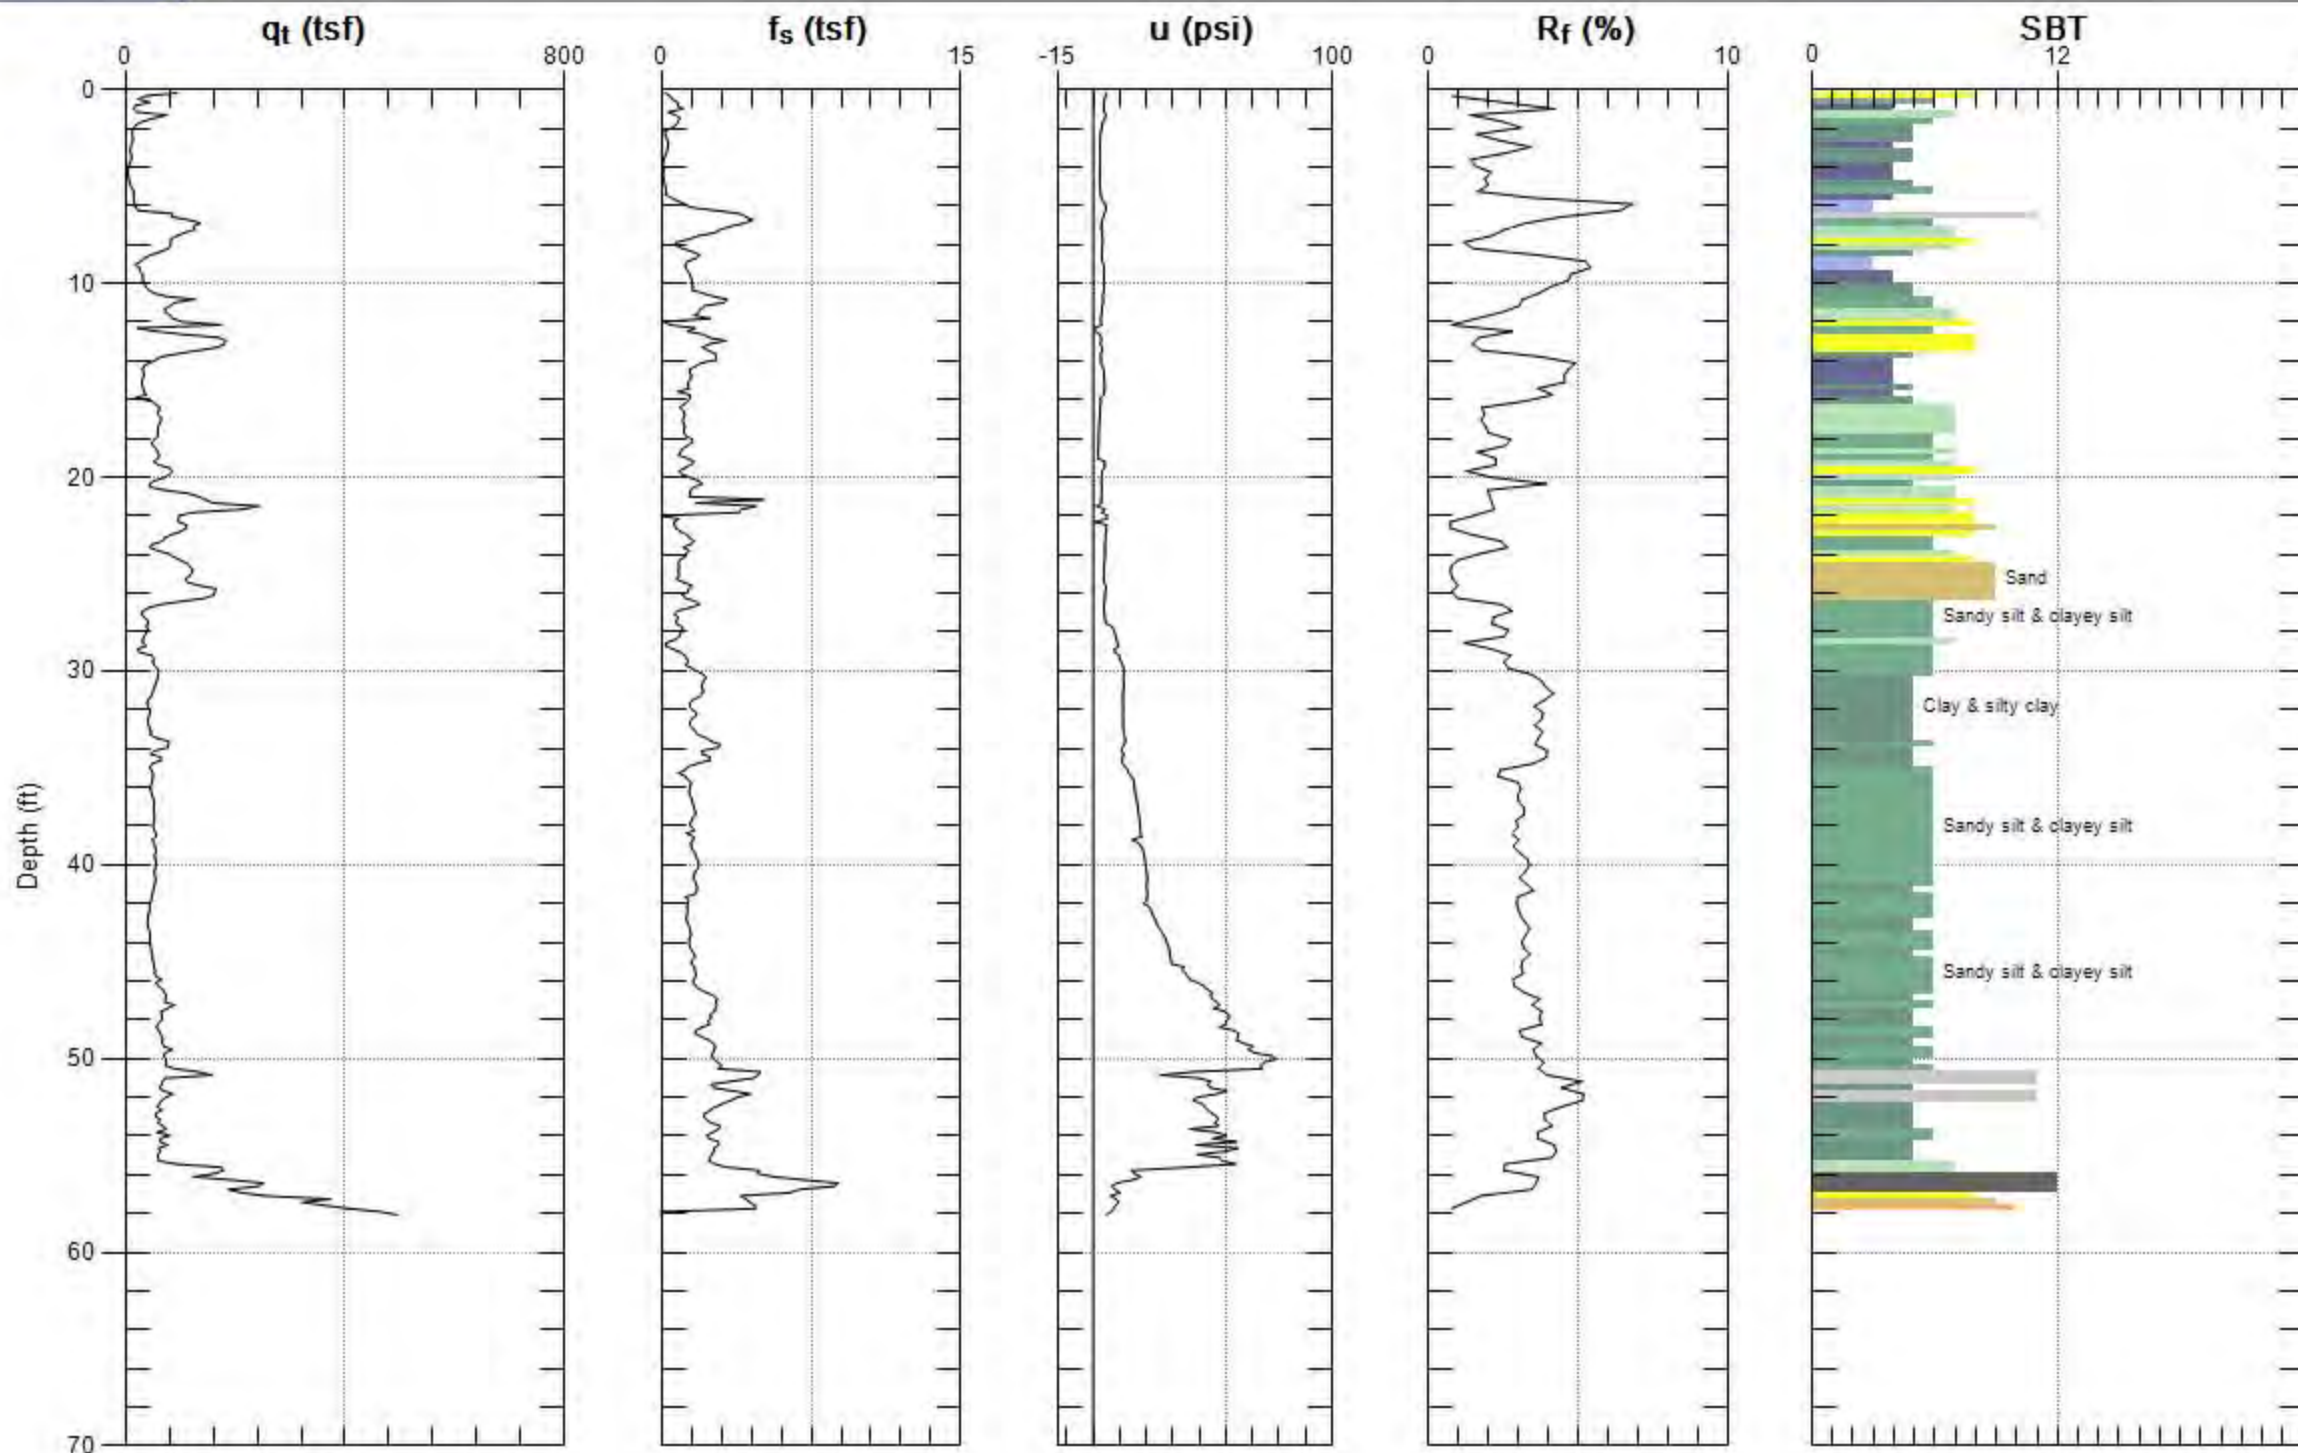 qt (tsf) fs (tsf) u (psi) Rf (%) SBT
0 800 0 15 -15 100 0 10 0 12
0
10
20
Sand
Sandy silt & clayey silt
30
Clay & silty clay
Sandy silt & clayey silt
Depth (ft)
40
Sandy silt & clayey silt
50
60
70